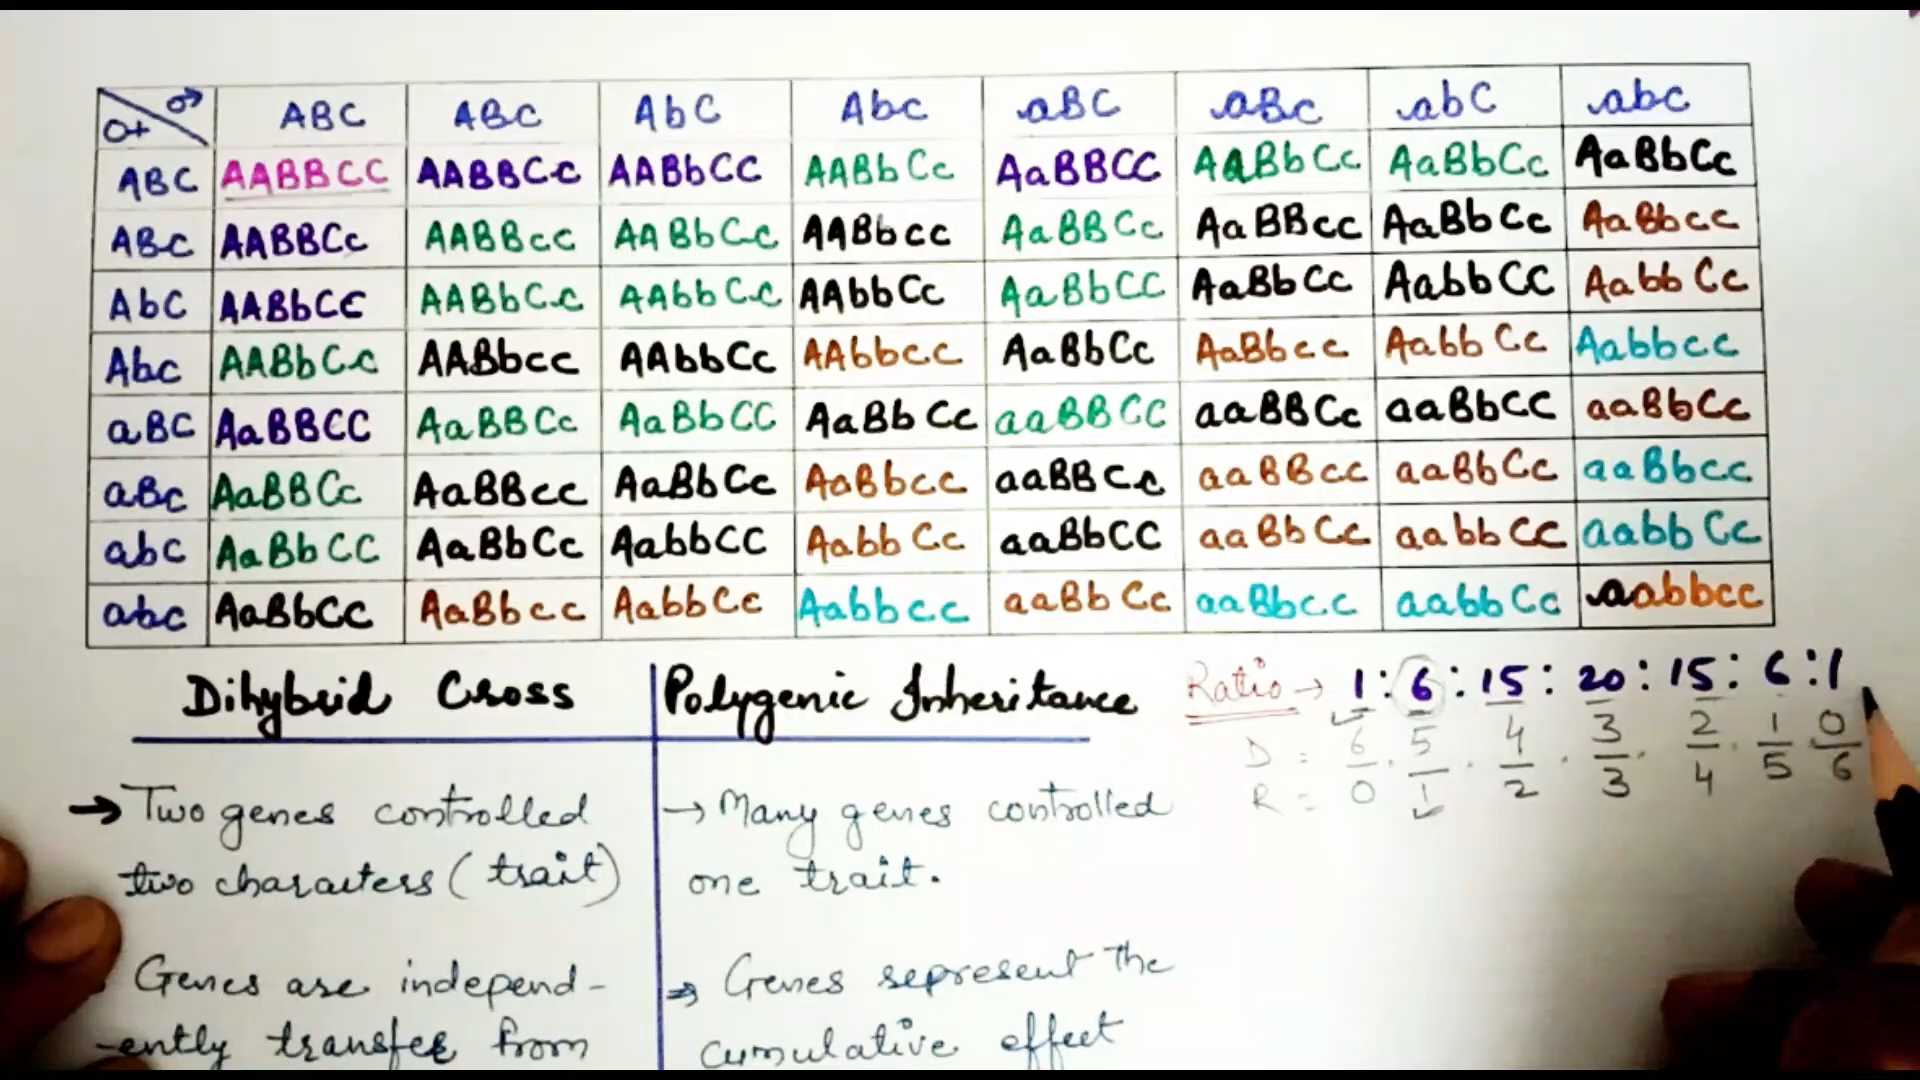 ♀ ♂ ABC ABC AbC Abc aBC aBc abC abc
ABC AABBCC AABBCc AABbCC AABbCc AaBBCC AABbCc AaBbCc AaBbCc
ABc AABBCc AABBcc AABbCc AABbcc AaBBCc AaBBcc AaBbCc AaBbcc
AbC AABbCC AABbCc AAbbCc AAbbCc AaBbCC AaBbCc AabbCC AabbCc
Abc AABbCc AABbcc AAbbCc AAbbcc AaBbCc AaBbcc AabbCc Aabbcc
aBC AaBBCC AaBBCc AaBbCC AaBbCc aaBBCC aaBBCc aaBbCC aaBbCc
aBc AaBBCc AaBBcc AaBbCc AaBbcc aaBBCc aaBBcc aaBbCc aaBbcc
abC AaBbCC AaBbCc AabbCC AabbCc aaBbCC aaBbCc aabbCC aabbCc
abc AaBbCC AaBbcc AabbCc Aabbcc aaBbCc aaBbcc aabbCc aabbcc
Dihybrid Cross
Polygenic Inheritance
Ratio → 1 : 6 : 15 : 20 : 15 : 6 : 1
D = 6 . 5 . 4 . 3 . 2 . 1 0
R = 0 1 2 3 4 5 6
→ Two genes controlled
two characters (trait)
Genes are independ-
-ently transfer from
→ Many genes controlled
one trait.
⇒ Genes represent the
cumulative effect